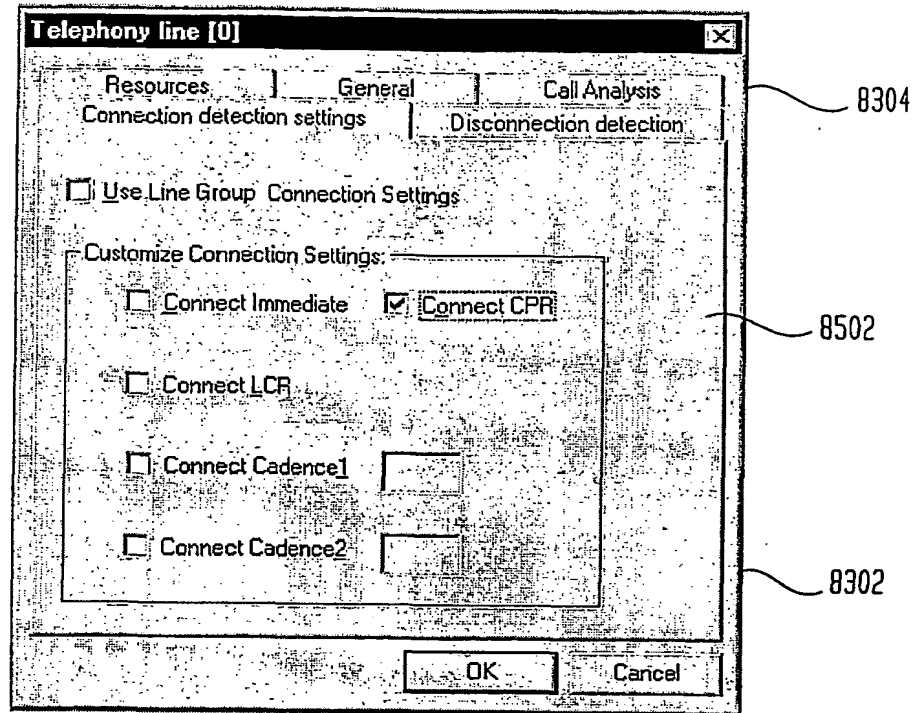 Telephony line [0]
Resources General Call Analysis
8304
Connection detection settings Disconnection detection
Use Line Group Connection Settings
Customize Connection Settings:
Connect Immediate Connect CPR
8502
Connect LCR
Connect Cadence1
Connect Cadence2
8302
OK Cancel